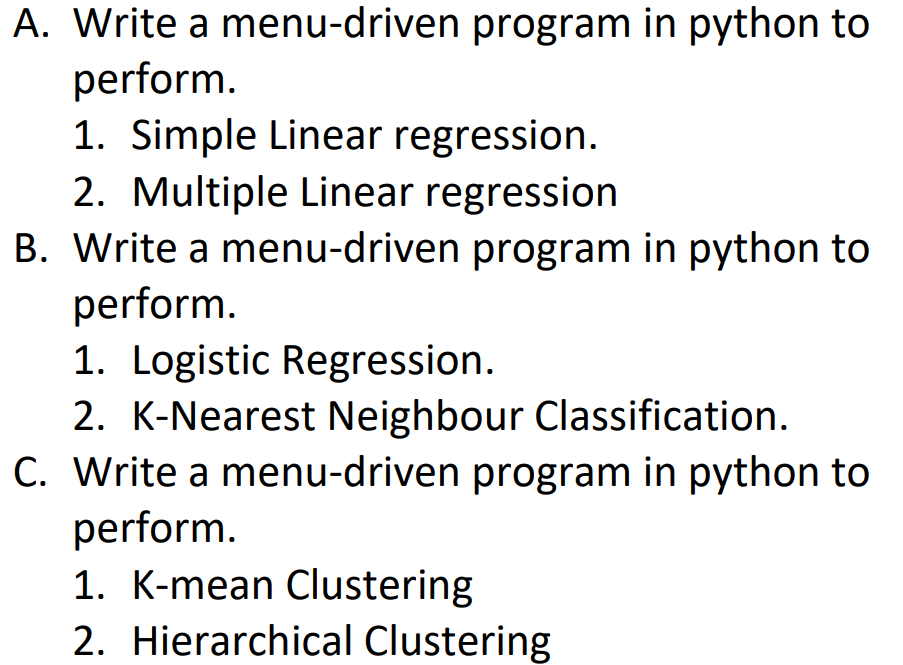 A. Write a menu-driven program in python to
perform.
1. Simple Linear regression.
2. Multiple Linear regression
B. Write a menu-driven program in python to
perform.
1. Logistic Regression.
2. K-Nearest Neighbour Classification.
C. Write a menu-driven program in python to
perform.
1. K-mean Clustering
2. Hierarchical Clustering